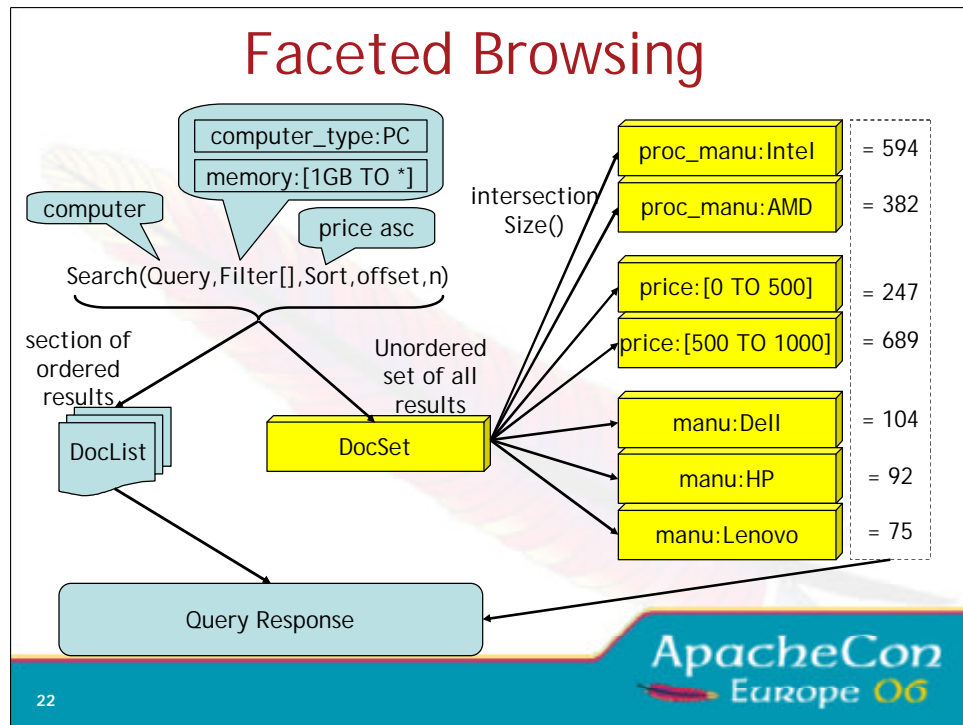 Faceted Browsing
computer_type:PC
memory:[1GB TO *]
computer
price asc
Search(Query,Filter[],Sort,offset,n)
section of
ordered
results
DocList
Unordered
set of all
results
DocSet
intersection
Size()
proc_manu:Intel
= 594
proc_manu:AMD
= 382
price:[0 TO 500]
= 247
price:[500 TO 1000]
= 689
manu:Dell
= 104
manu:HP
= 92
manu:Lenovo
= 75
Query Response
22
ApacheCon
Europe 06